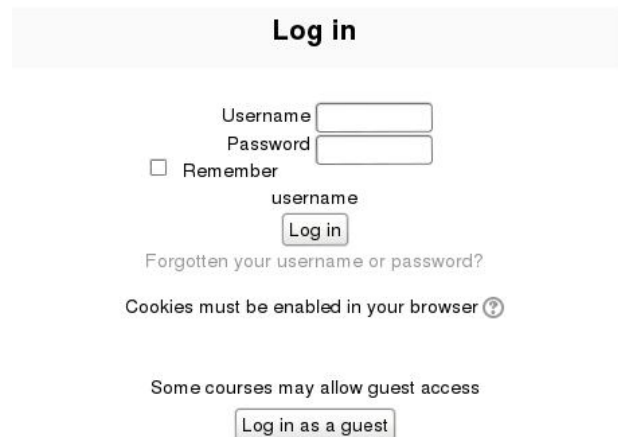 Log in
Username
Password
Remember
username
Log in
Forgotten your username or password?
Cookies must be enabled in your browser ?
Some courses may allow guest access
Log in as a guest